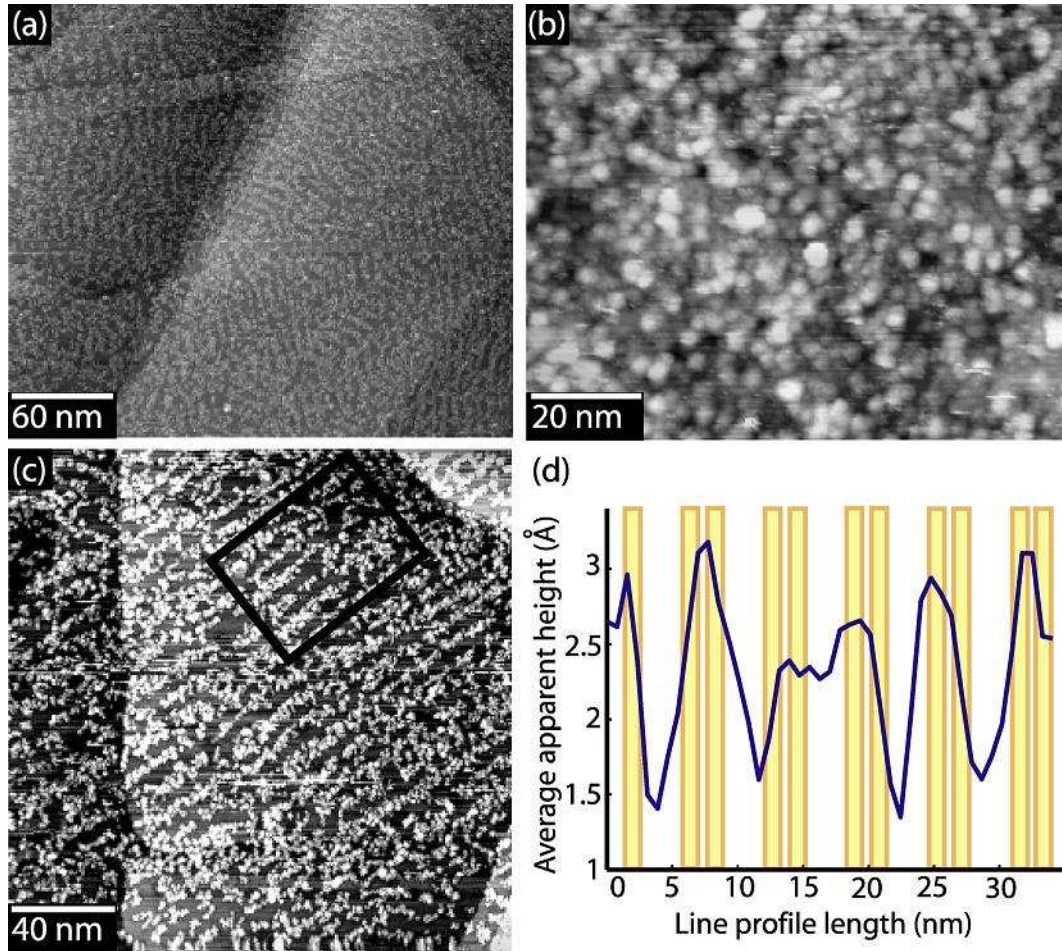 (a)
60 nm
(b)
20 nm
(c)
40 nm
(d)
Average apparent height (Å)
3
2.5
2
1.5
1
0 5 10 15 20 25 30
Line profile length (nm)